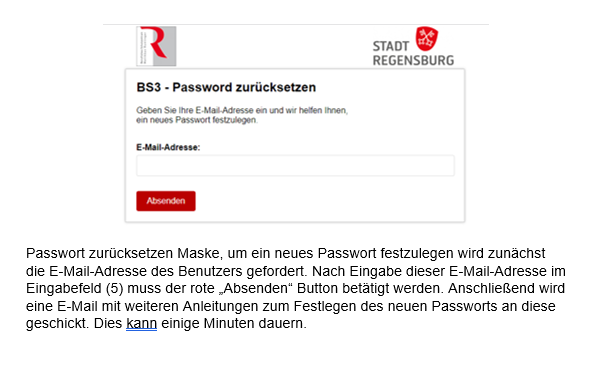 STADT
REGENSBURG
BS3 - Password zurücksetzen
Geben Sie Ihre E-Mail-Adresse ein und wir helfen Ihnen,
ein neues Passwort festzulegen.
E-Mail-Adresse:
Absenden
Passwort zurücksetzen Maske, um ein neues Passwort festzulegen wird zunächst
die E-Mail-Adresse des Benutzers gefordert. Nach Eingabe dieser E-Mail-Adresse im
Eingabefeld (5) muss der rote „Absenden“ Button betätigt werden. Anschließend wird
eine E-Mail mit weiteren Anleitungen zum Festlegen des neuen Passworts an diese
geschickt. Dies kann einige Minuten dauern.